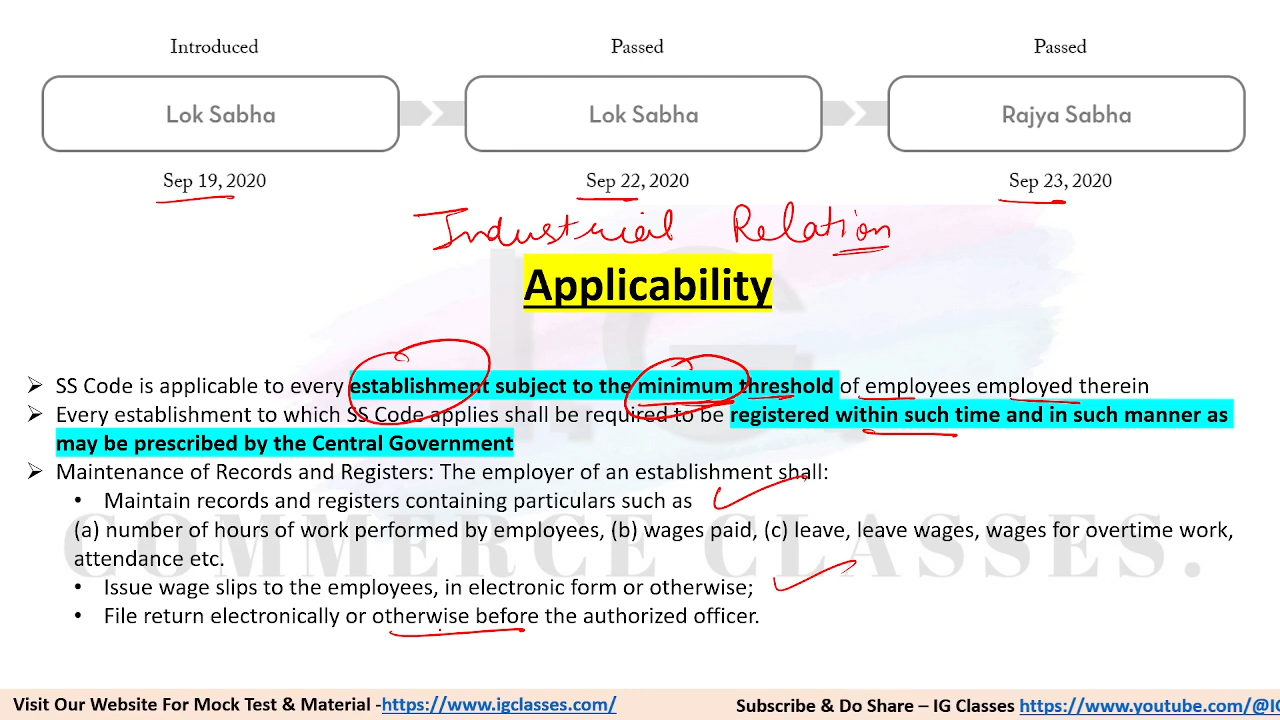 Introduced Passed Passed
Lok Sabha Lok Sabha Rajya Sabha
Sep 19, 2020 Sep 22, 2020 Sep 23, 2020
Industrial Relation
Applicability
➢ SS Code is applicable to every establishment subject to the minimum threshold of employees employed therein
➢ Every establishment to which SS Code applies shall be required to be registered within such time and in such manner as
may be prescribed by the Central Government
➢ Maintenance of Records and Registers: The employer of an establishment shall:
• Maintain records and registers containing particulars such as
(a) number of hours of work performed by employees, (b) wages paid, (c) leave, leave wages, wages for overtime work,
attendance etc.
• Issue wage slips to the employees, in electronic form or otherwise;
• File return electronically or otherwise before the authorized officer.
IG
COMMERCE CLASSES.
Visit Our Website For Mock Test & Material -https://www.igclasses.com/ Subscribe & Do Share – IG Classes https://www.youtube.com/@IG